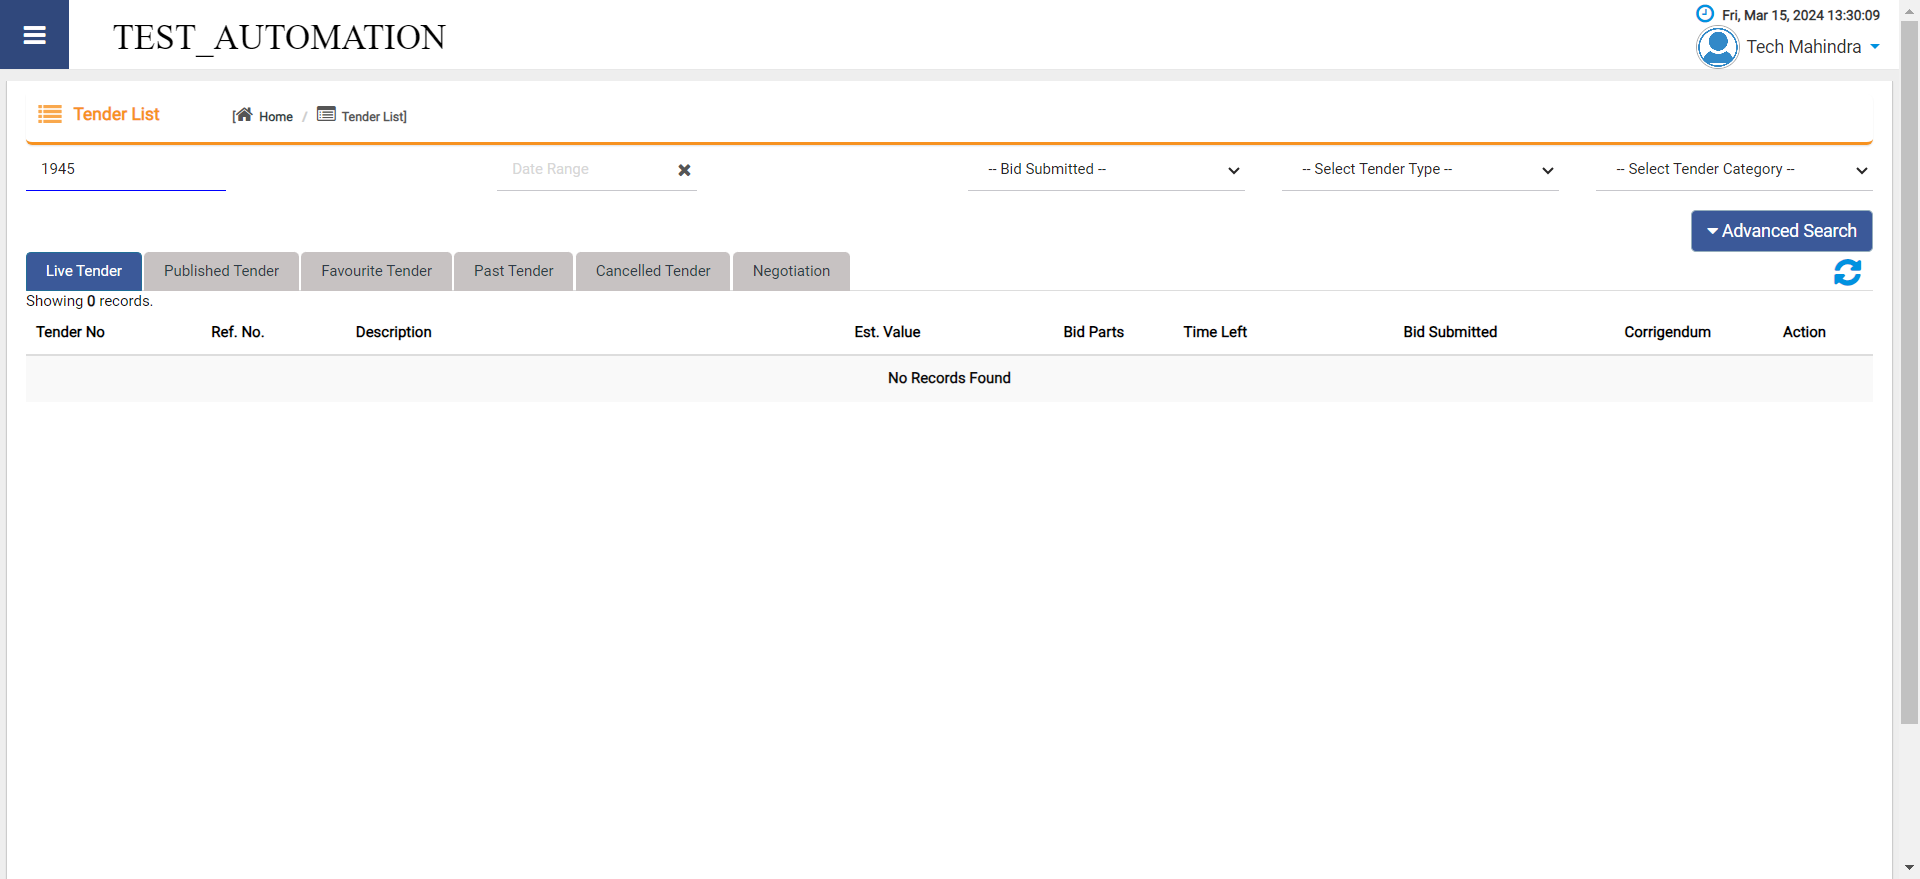 TEST_AUTOMATION
Fri, Mar 15, 2024 13:30:09
Tech Mahindra
Tender List
[Home / Tender List]
1945
Date Range
-- Bid Submitted --
-- Select Tender Type --
-- Select Tender Category --
Advanced Search
Live Tender Published Tender Favourite Tender Past Tender Cancelled Tender Negotiation
Showing 0 records.
Tender No Ref. No. Description Est. Value Bid Parts Time Left Bid Submitted Corrigendum Action
No Records Found